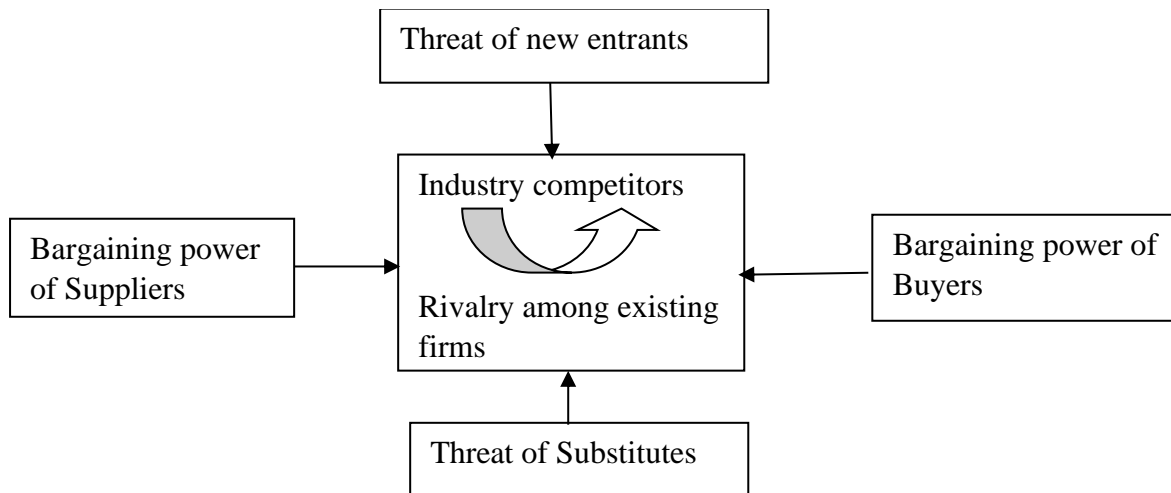 Threat of new entrants
Industry competitors
Bargaining power
of Suppliers
Bargaining power of
Buyers
Rivalry among existing
firms
Threat of Substitutes